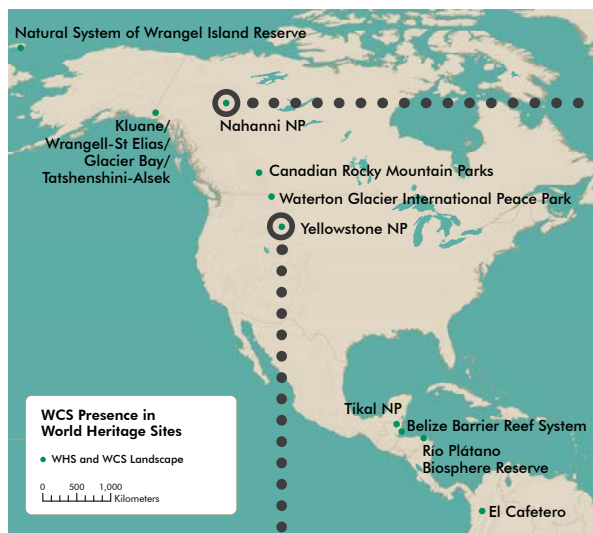 Natural System of Wrangel Island Reserve
Kluane/
Wrangell-St Elias/
Glacier Bay/
Tatshenshini-Alsek
Nahanni NP
Canadian Rocky Mountain Parks
Waterton Glacier International Peace Park
Yellowstone NP
Tikal NP
Belize Barrier Reef System
Río Plátano
Biosphere Reserve
El Cafetero
WCS Presence in
World Heritage Sites
WHS and WCS Landscape
0 500 1,000
Kilometers